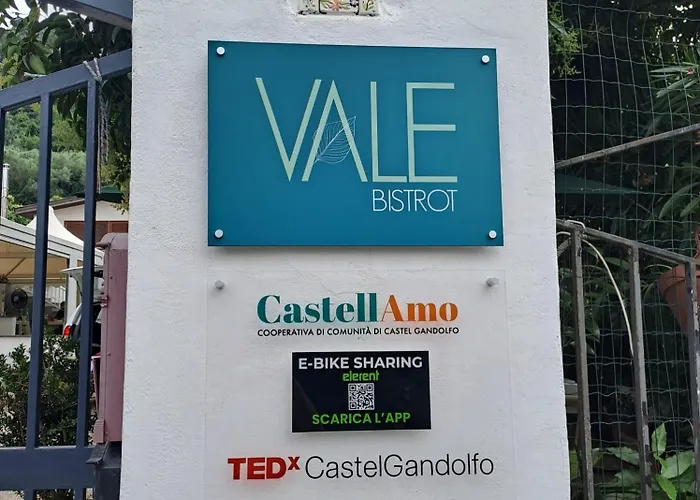 VALE
BISTROT
CastellAmo
COOPERATIVA DI COMUNITÀ DI CASTEL GANDOLFO
E-BIKE SHARING
elerent
SCARICA L'APP
TEDx CastelGandolfo